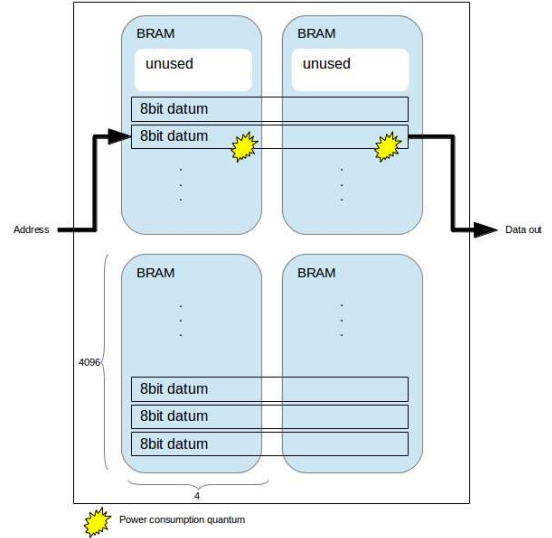 BRAM
BRAM
unused
unused
8bit datum
8bit datum
.
.
.
.
.
.
Address
Data out
BRAM
BRAM
.
.
.
.
.
.
4096
8bit datum
8bit datum
8bit datum
4
Power consumption quantum